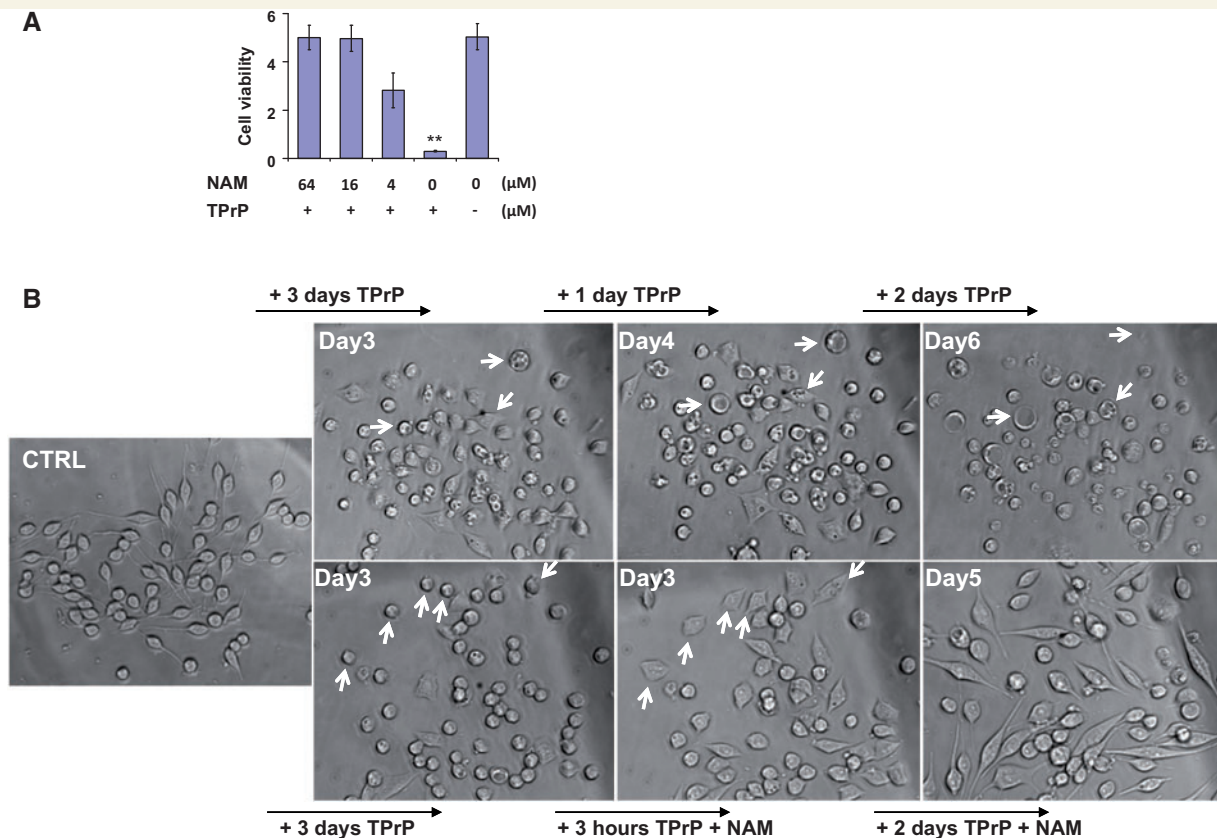 A
6
4
2
0
Cell viability
**
NAM 64 16 4 0 0 (µM)
TPrP + + + + - (µM)
B
+ 3 days TPrP + 1 day TPrP + 2 days TPrP
Day3 Day4 Day6
CTRL
Day3 Day3 Day5
+ 3 days TPrP + 3 hours TPrP + NAM + 2 days TPrP + NAM